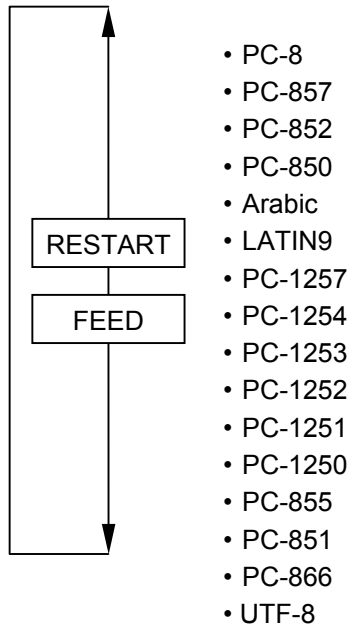 • PC-8
• PC-857
• PC-852
• PC-850
• Arabic
RESTART
• LATIN9
• PC-1257
FEED
• PC-1254
• PC-1253
• PC-1252
• PC-1251
• PC-1250
• PC-855
• PC-851
• PC-866
• UTF-8